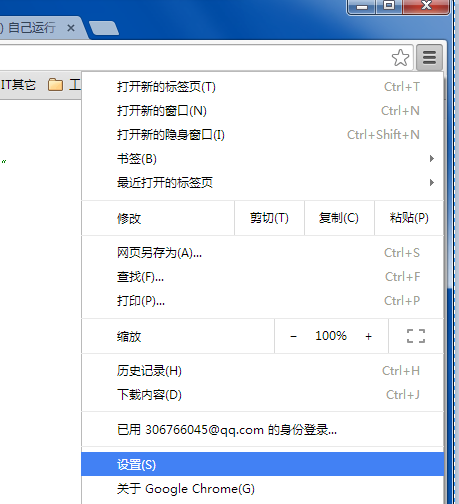 ) 自己运行
IT其它
打开新的标签页(T) Ctrl+T
打开新的窗口(N) Ctrl+N
打开新的隐身窗口(I) Ctrl+Shift+N
书签(B)
最近打开的标签页
修改 剪切(T) 复制(C) 粘贴(P)
网页另存为(A)... Ctrl+S
查找(F)... Ctrl+F
打印(P)... Ctrl+P
缩放 − 100% +
历史记录(H) Ctrl+H
下载内容(D) Ctrl+J
已用 306766045@qq.com 的身份登录...
设置(S)
关于 Google Chrome(G)